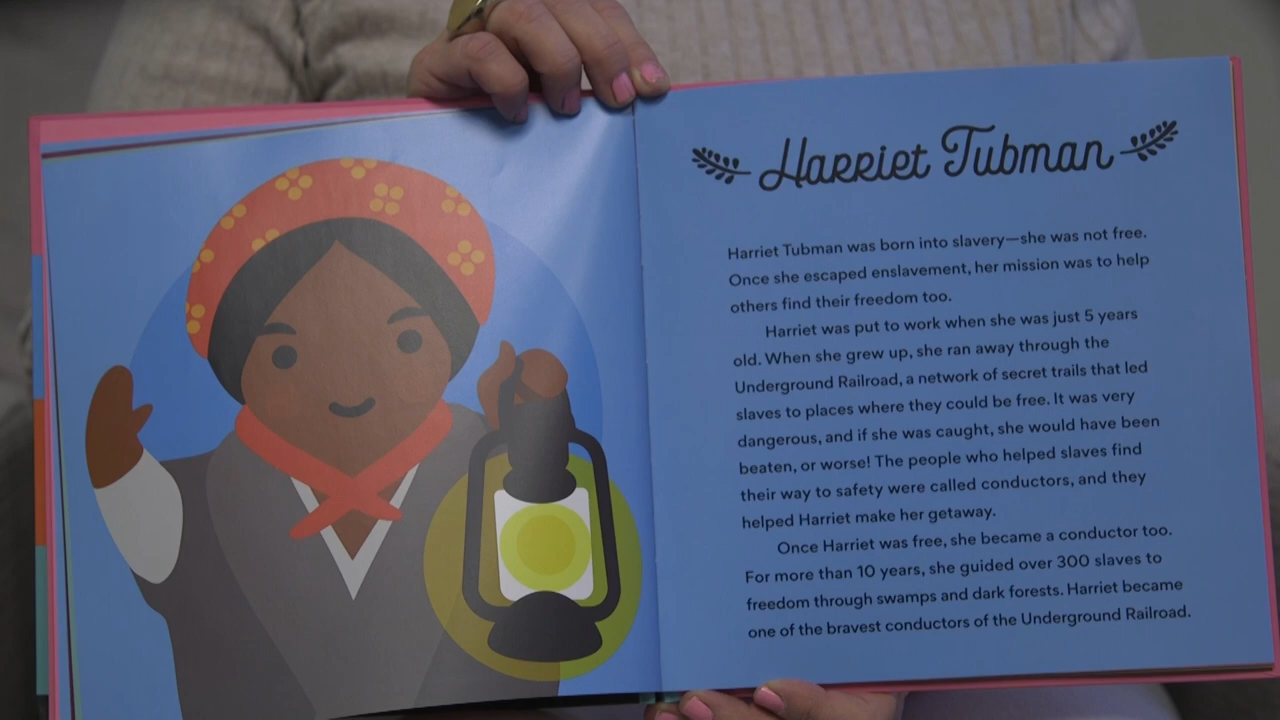 Harriet Tubman
Harriet Tubman was born into slavery—she was not free.
Once she escaped enslavement, her mission was to help
others find their freedom too.
Harriet was put to work when she was just 5 years
old. When she grew up, she ran away through the
Underground Railroad, a network of secret trails that led
slaves to places where they could be free. It was very
dangerous, and if she was caught, she would have been
beaten, or worse! The people who helped slaves find
their way to safety were called conductors, and they
helped Harriet make her getaway.
Once Harriet was free, she became a conductor too.
For more than 10 years, she guided over 300 slaves to
freedom through swamps and dark forests. Harriet became
one of the bravest conductors of the Underground Railroad.